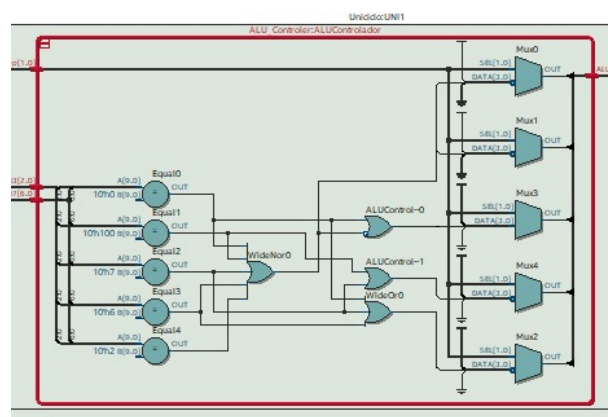 Unicldo:UNI1
ALU_Controler:ALUControlador
Mux0
SEL[1.0]
OUT
DATA[3.0]
Mux1
SEL[1.0]
OUT
DATA[3.0]
Equal0
A[9.0]
OUT
10'h0 B[9.0]
Equal1
A[9.0]
OUT
10'h100 B[9.0]
Equal2
A[9.0]
OUT
10'h7 B[9.0]
Equal3
A[9.0]
OUT
10'h6 B[9.0]
Equal4
A[9.0]
OUT
10'h2 B[9.0]
WideNor0
ALUControl~0
ALUControl~1
WideOr0
Mux3
SEL[1.0]
OUT
DATA[3.0]
Mux4
SEL[1.0]
OUT
DATA[3.0]
Mux2
SEL[1.0]
OUT
DATA[3.0]